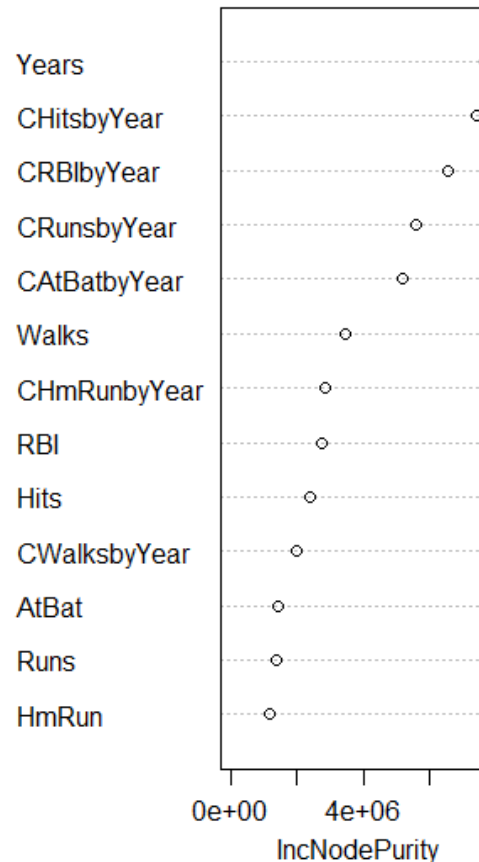 Years
CHitsbyYear
CRBIbyYear
CRunsbyYear
CAtBatbyYear
Walks
CHmRunbyYear
RBI
Hits
CWalksbyYear
AtBat
Runs
HmRun
0e+00 4e+06
IncNodePurity